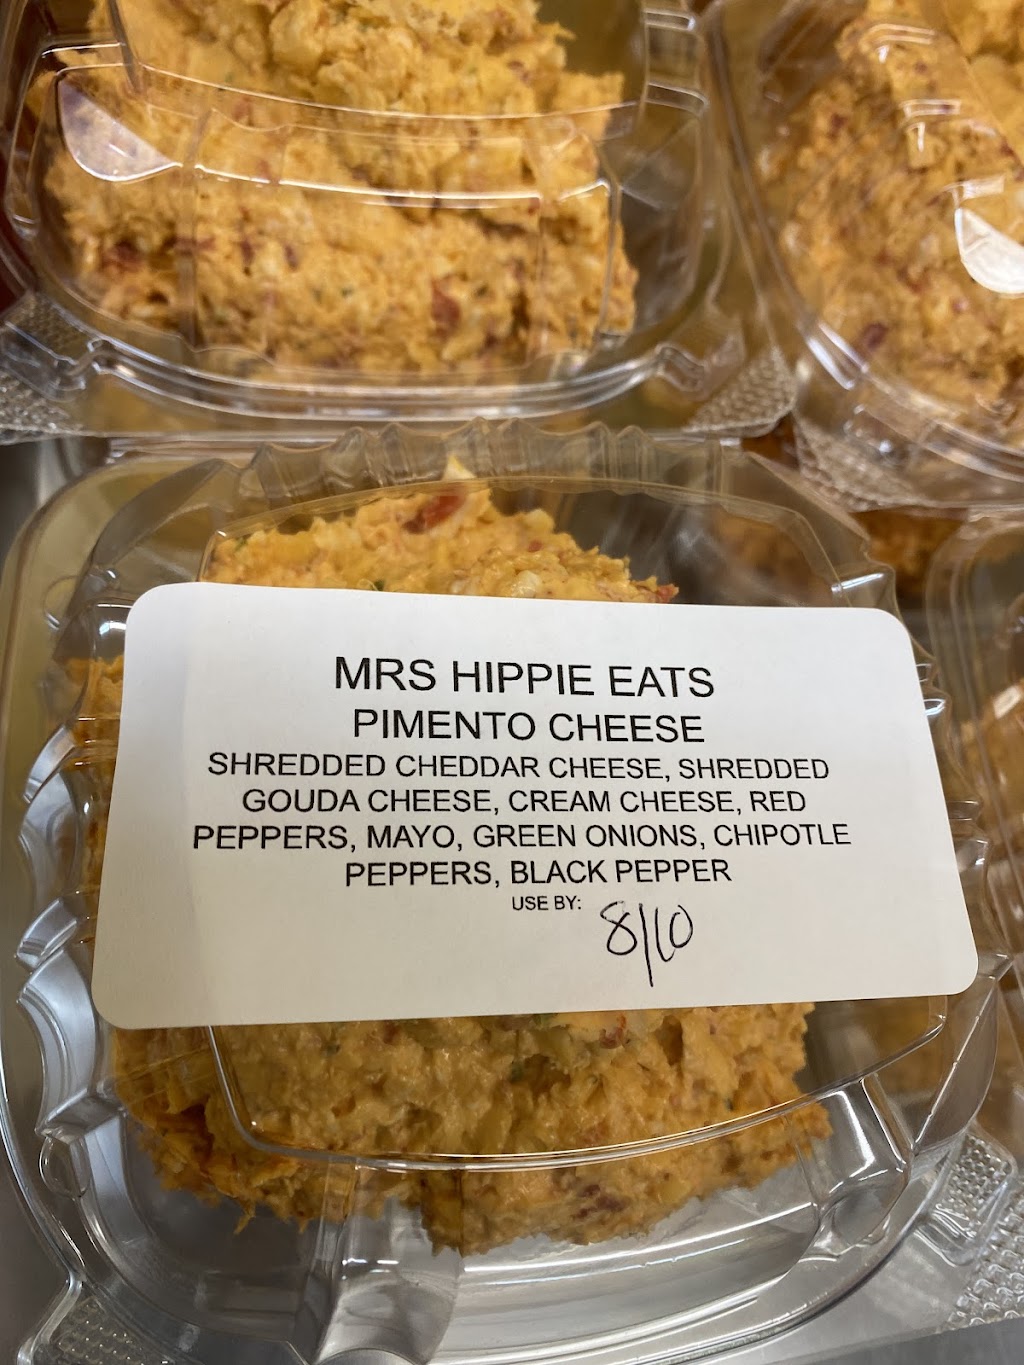 MRS HIPPIE EATS
PIMENTO CHEESE
SHREDDED CHEDDAR CHEESE, SHREDDED
GOUDA CHEESE, CREAM CHEESE, RED
PEPPERS, MAYO, GREEN ONIONS, CHIPOTLE
PEPPERS, BLACK PEPPER
USE BY: 8/10